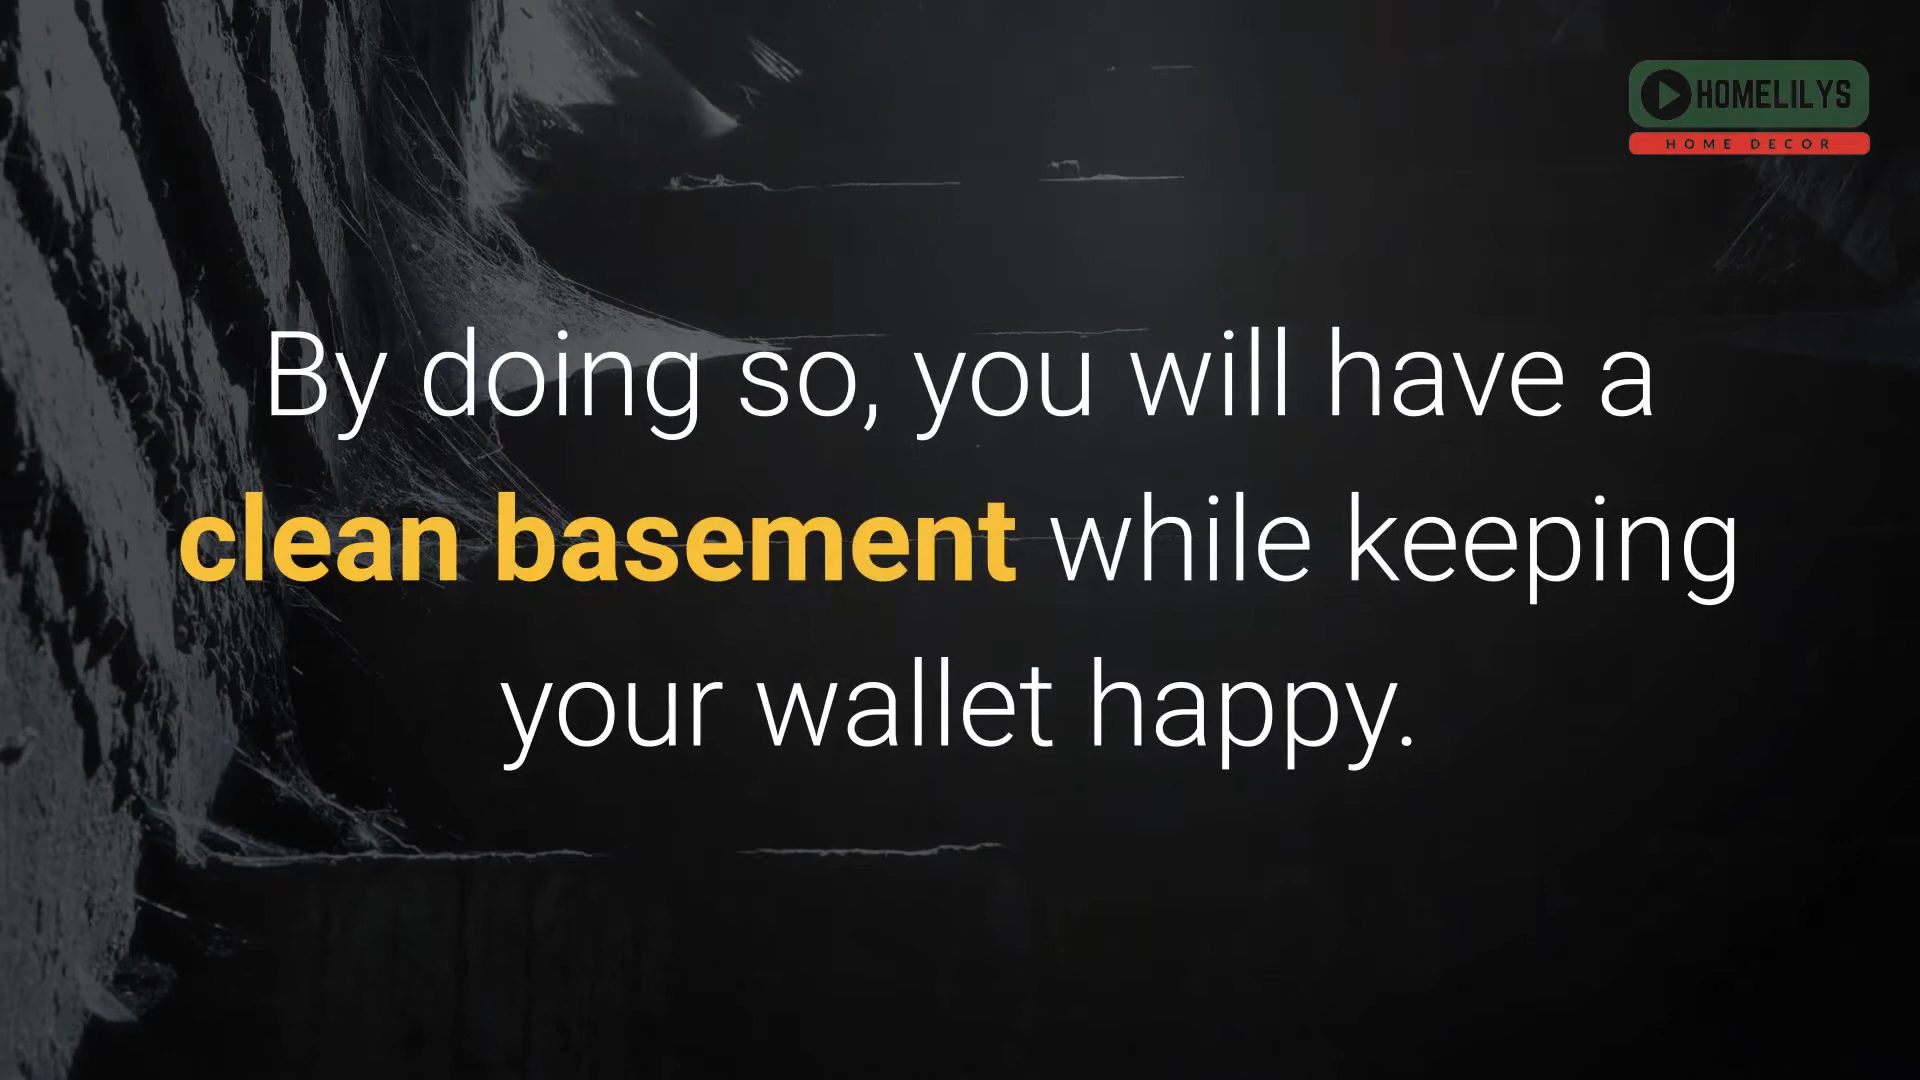 HOMELILYS
HOME DECOR
By doing so, you will have a
clean basement while keeping
your wallet happy.